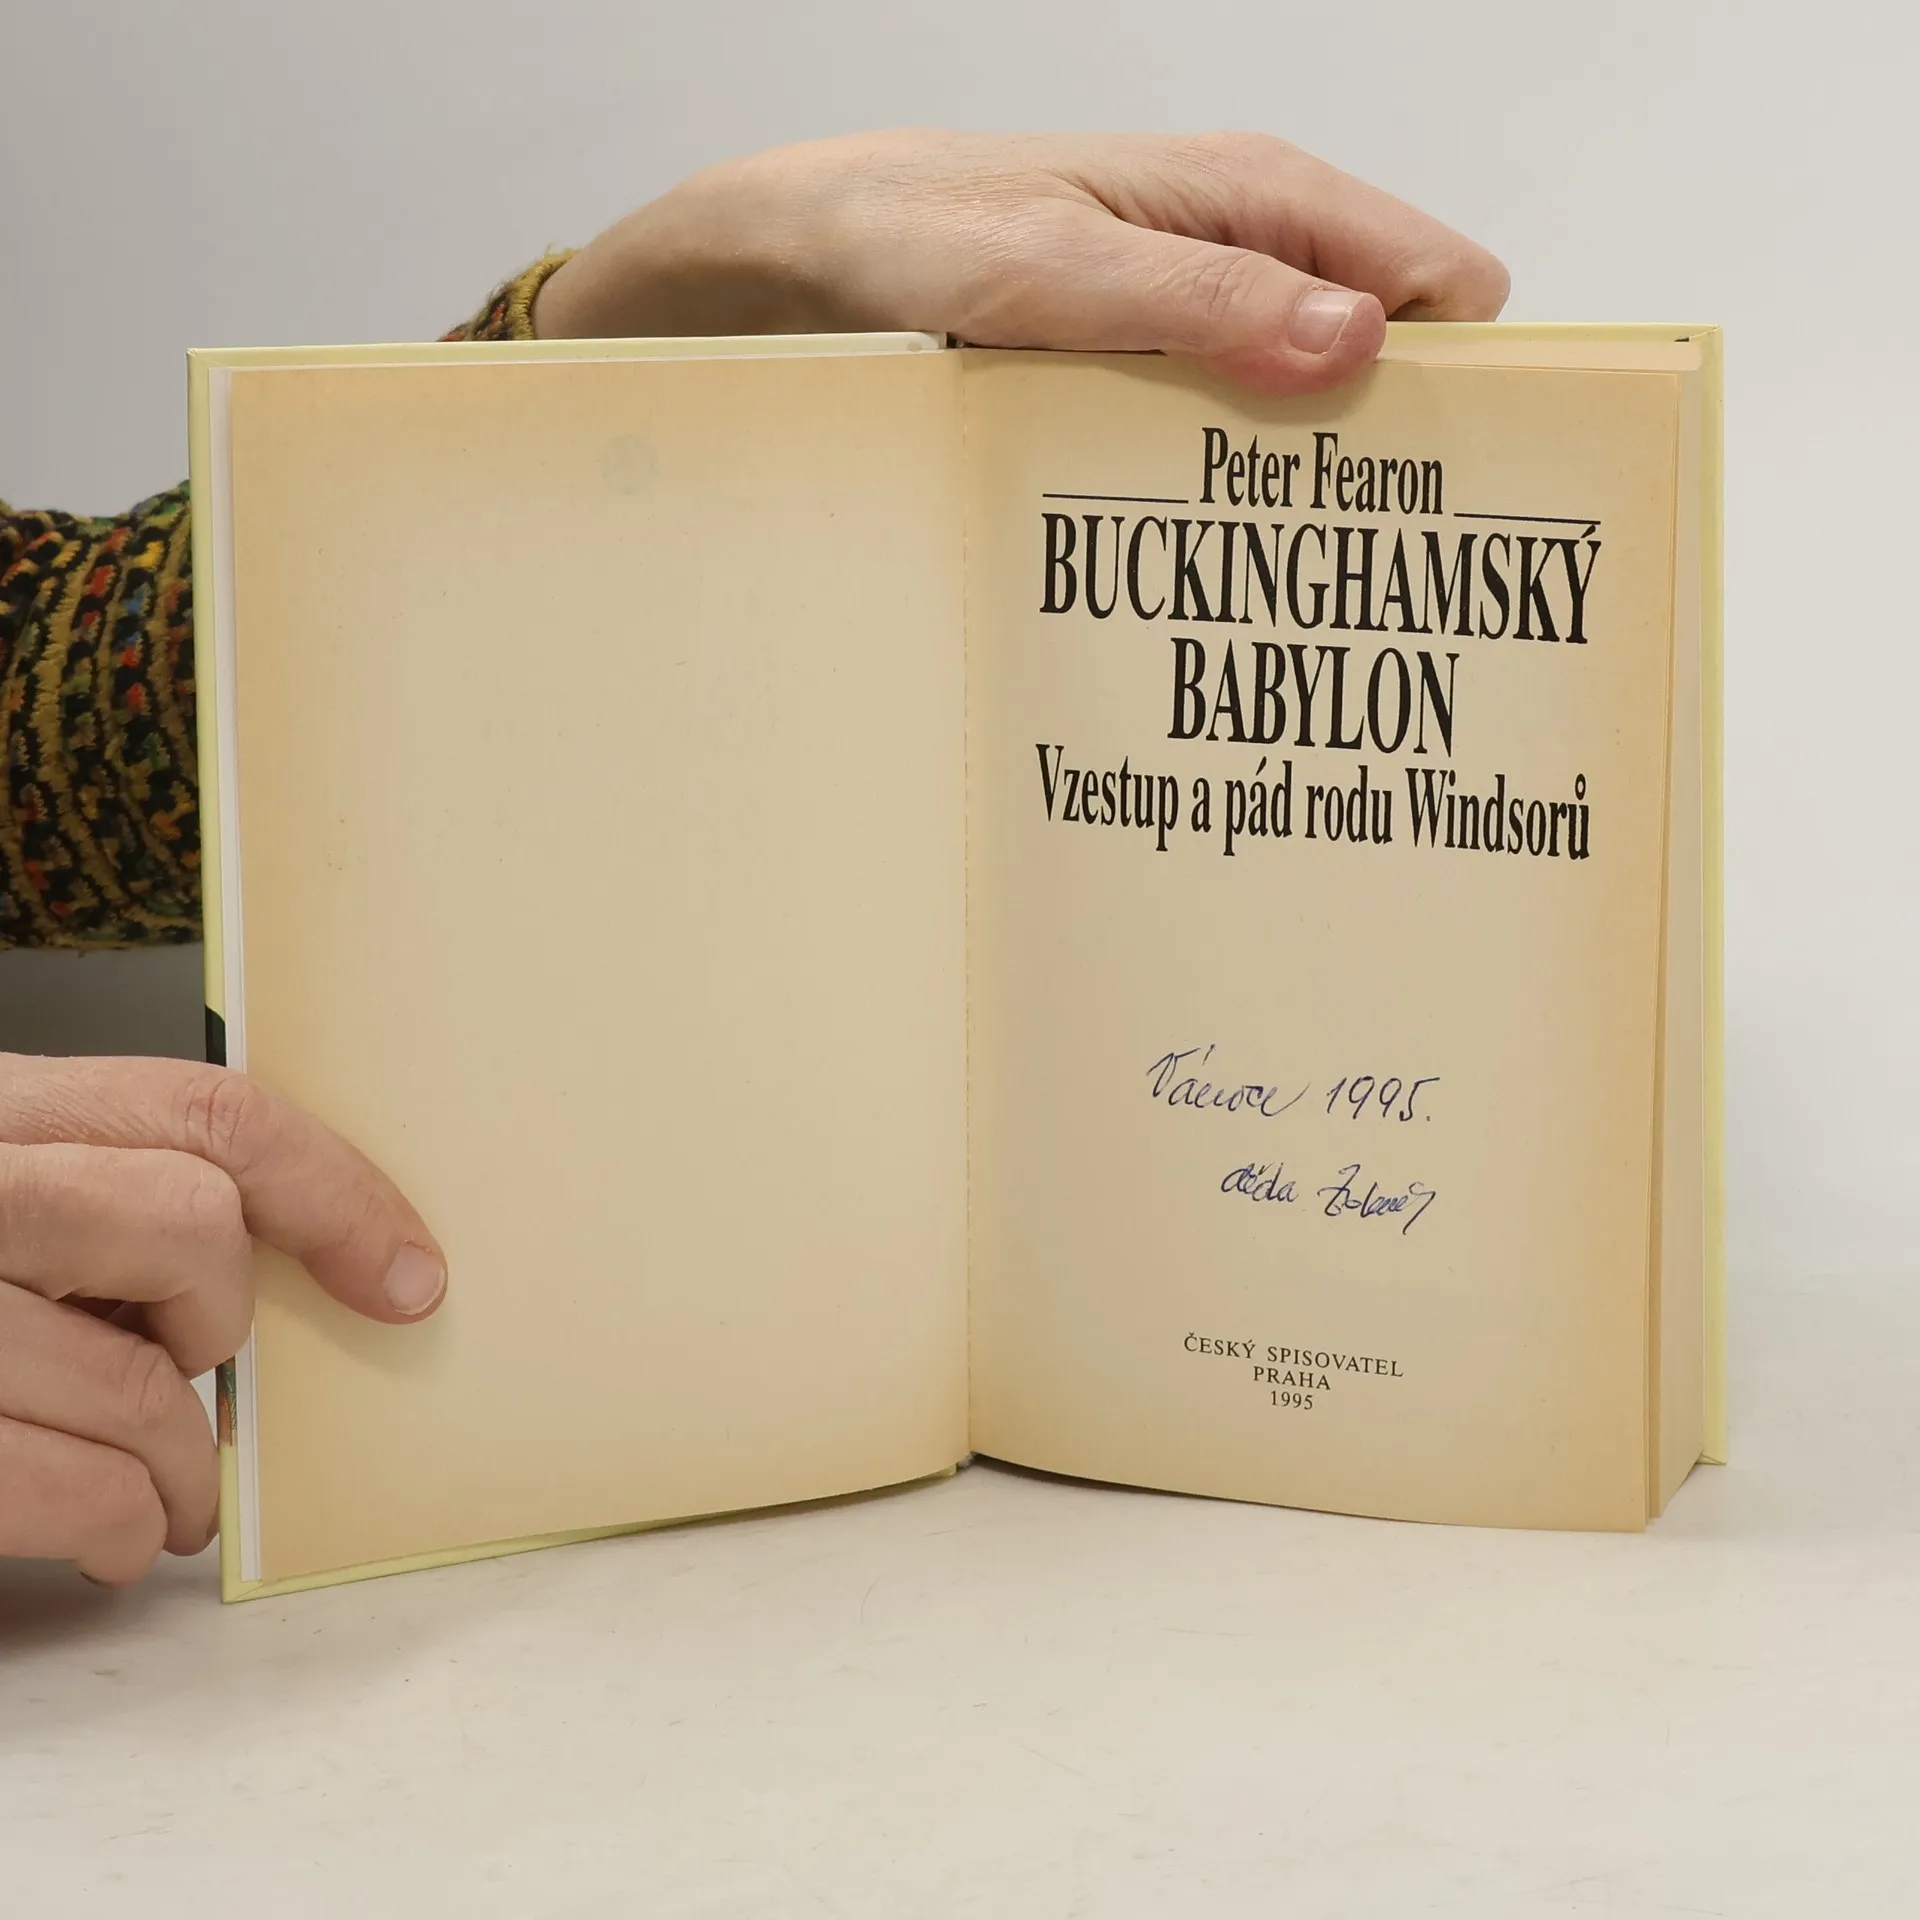 Peter Fearon
BUCKINGHAMSKÝ
BABYLON
Vzestup a pád rodu Windsorů
Vánoce 1995.
děda
ČESKÝ SPISOVATEL
PRAHA
1995